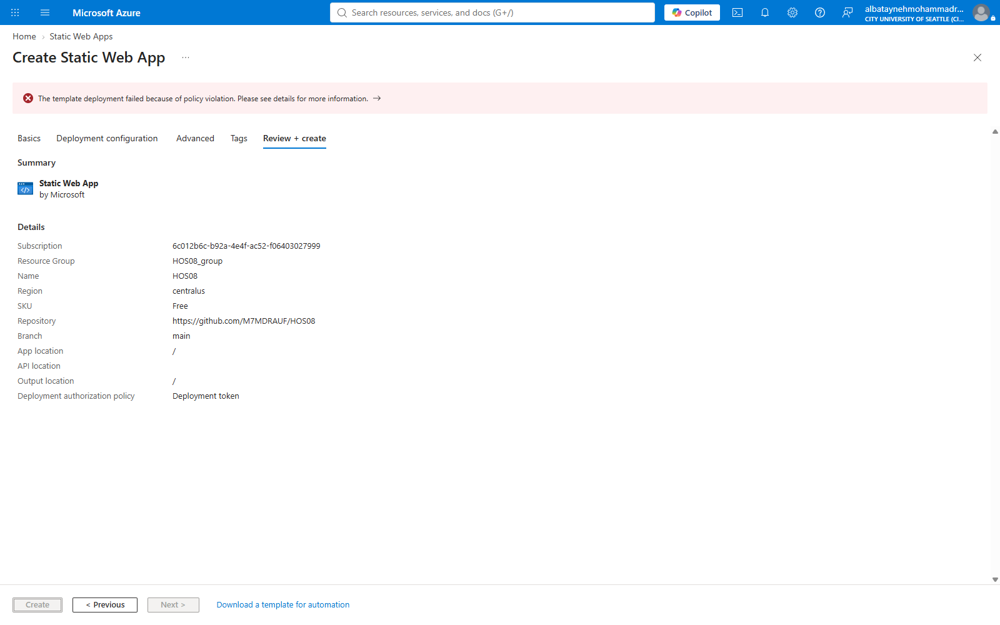 Microsoft Azure
Search resources, services, and docs (G+/)
Copilot
albataynehmohammadr...
CITY UNIVERSITY OF SEATTLE (CI...
Home > Static Web Apps
Create Static Web App ...
The template deployment failed because of policy violation. Please see details for more information. →
Basics Deployment configuration Advanced Tags Review + create
Summary
Static Web App
by Microsoft
Details
Subscription 6c012b6c-b92a-4e4f-ac52-f06403027999
Resource Group HOS08_group
Name HOS08
Region centralus
SKU Free
Repository https://github.com/M7MDRAUF/HOS08
Branch main
App location /
API location
Output location /
Deployment authorization policy Deployment token
Create < Previous Next > Download a template for automation